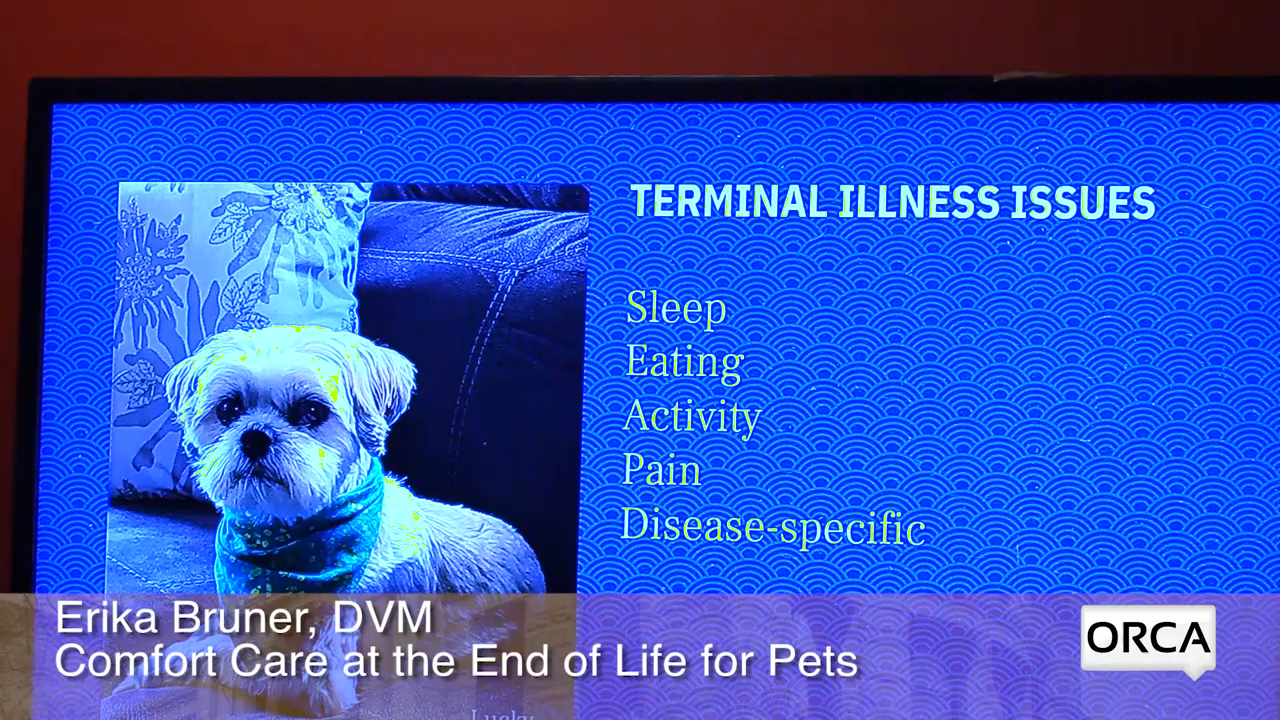 TERMINAL ILLNESS ISSUES
Sleep
Eating
Activity
Pain
Disease-specific
Lucky
Erika Bruner, DVM
Comfort Care at the End of Life for Pets
ORCA